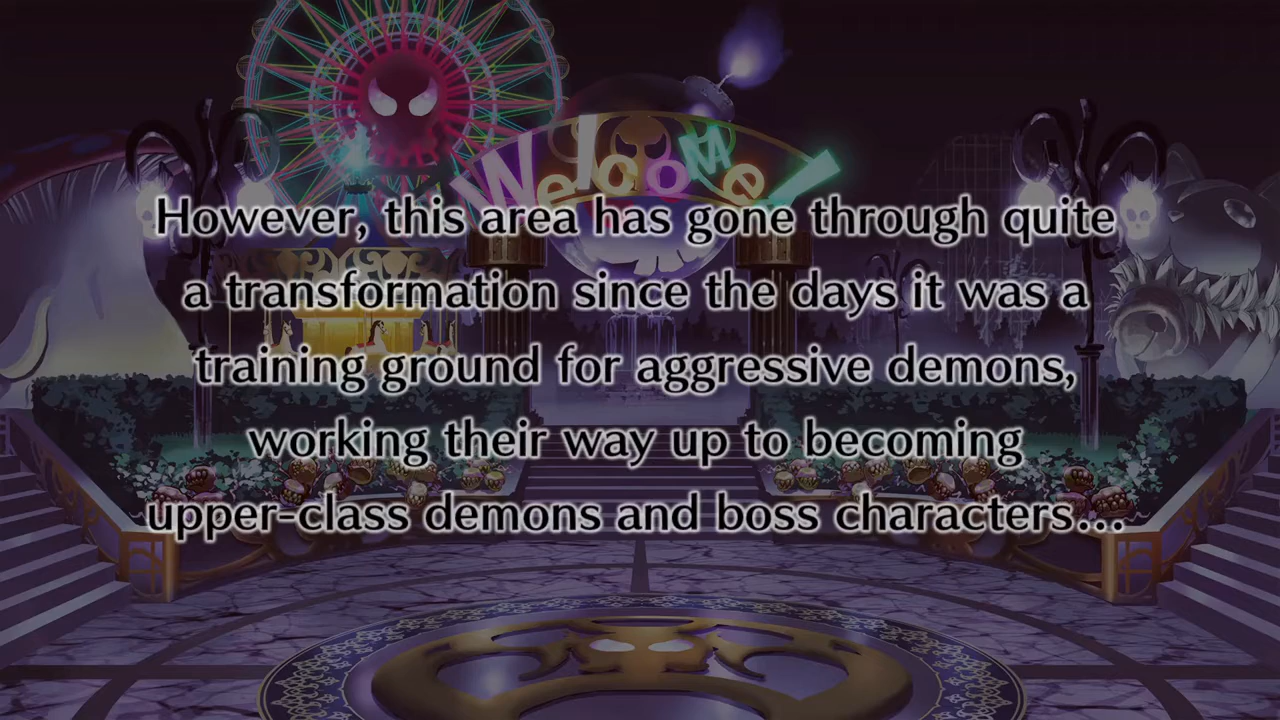 WelcoMe!
However, this area has gone through quite
a transformation since the days it was a
training ground for aggressive demons,
working their way up to becoming
upper-class demons and boss characters...